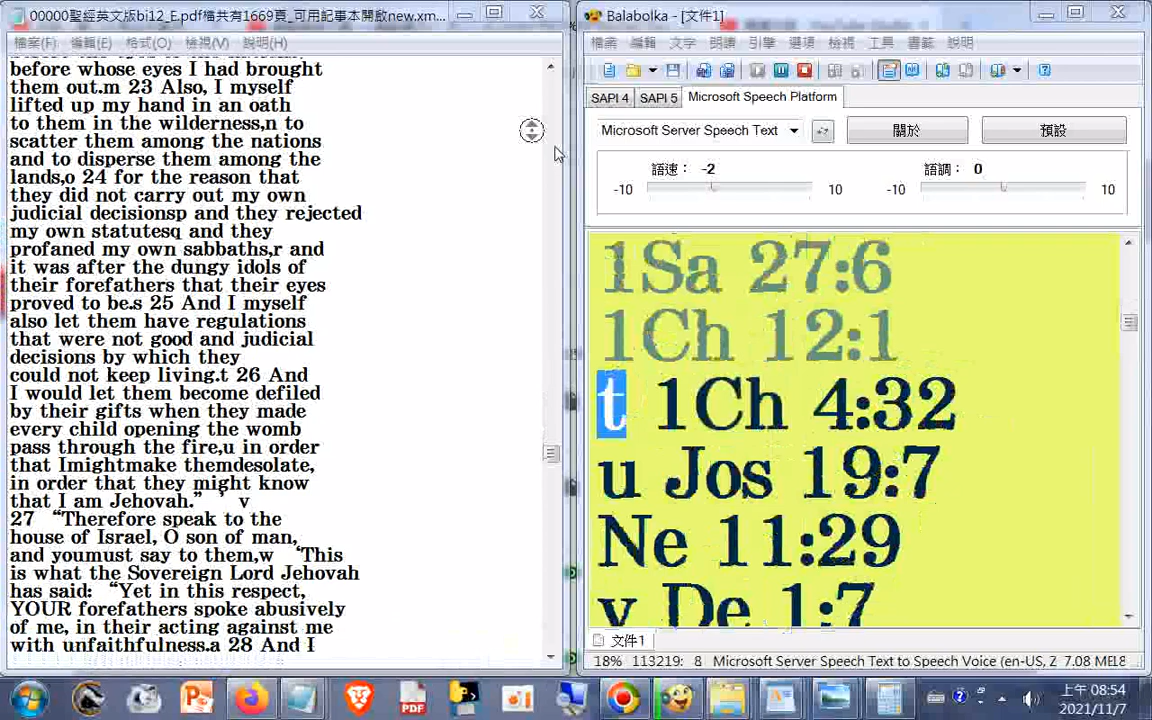 00000聖經英文版bi12_E.pdf檔共有1669頁_可用記事本開啟new.xm...
檔案(F) 編輯(E) 格式(O) 檢視(V) 說明(H)
before whose eyes I had brought
them out.m 23 Also, I myself
lifted up my hand in an oath
to them in the wilderness,n to
scatter them among the nations
and to disperse them among the
lands,o 24 for the reason that
they did not carry out my own
judicial decisionsp and they rejected
my own statutesq and they
profaned my own sabbaths,r and
it was after the dungy idols of
their forefathers that their eyes
proved to be.s 25 And I myself
also let them have regulations
that were not good and judicial
decisions by which they
could not keep living.t 26 And
I would let them become defiled
by their gifts when they made
every child opening the womb
pass through the fire,u in order
that Imightmake themdesolate,
in order that they might know
that I am Jehovah.” ’ v
27 “Therefore speak to the
house of Israel, O son of man,
and youmust say to them,w ‘This
is what the Sovereign Lord Jehovah
has said: “Yet in this respect,
YOUR forefathers spoke abusively
of me, in their acting against me
with unfaithfulness.a 28 And I
Balabolka - [文件1]
檔案 編輯 文字 朗讀 引擎 選項 檢視 工具 書籤 說明
SAPI 4 SAPI 5 Microsoft Speech Platform
Microsoft Server Speech Text 關於 預設
語速: -2 語調: 0
-10 10 -10 10
1Sa 27:6
1Ch 12:1
t 1Ch 4:32
u Jos 19:7
Ne 11:29
v De 1:7
文件1
18% 113219: 8 Microsoft Server Speech Text to Speech Voice (en-US, Z 7.08 MB
上午 08:54
2021/11/7